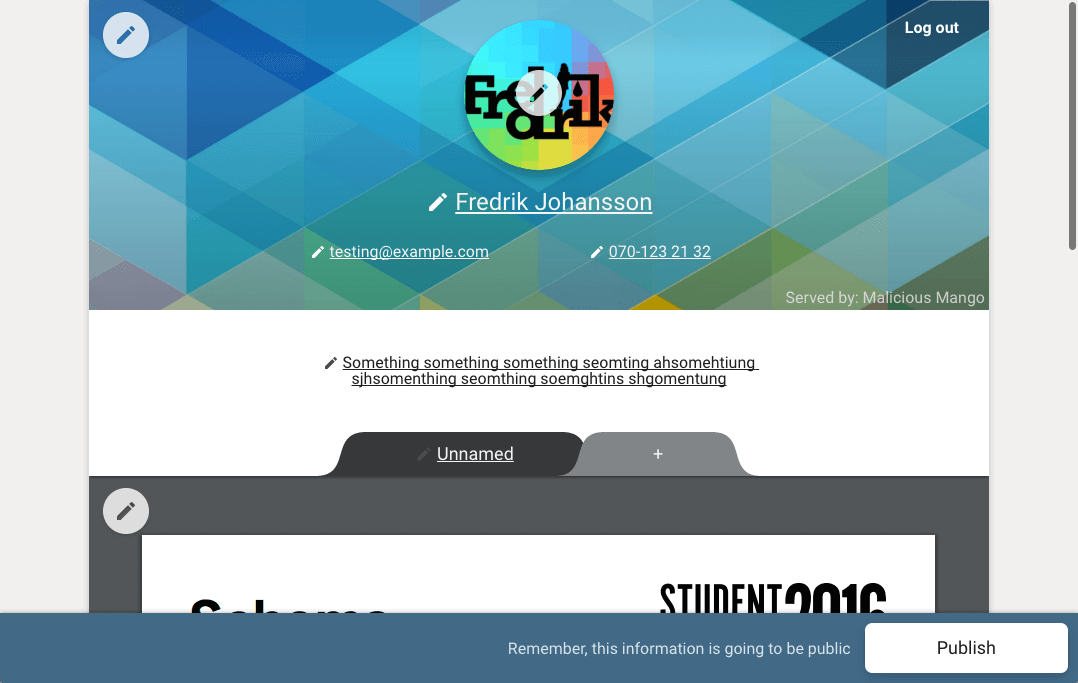 Log out
Fredrik
Fredrik Johansson
testing@example.com
070-123 21 32
Served by: Malicious Mango
Something something something seomting ahsomehtiung
sjhsomenthing seomthing soemghtins shgomentung
Unnamed
+
STUDENT2016
Remember, this information is going to be public
Publish